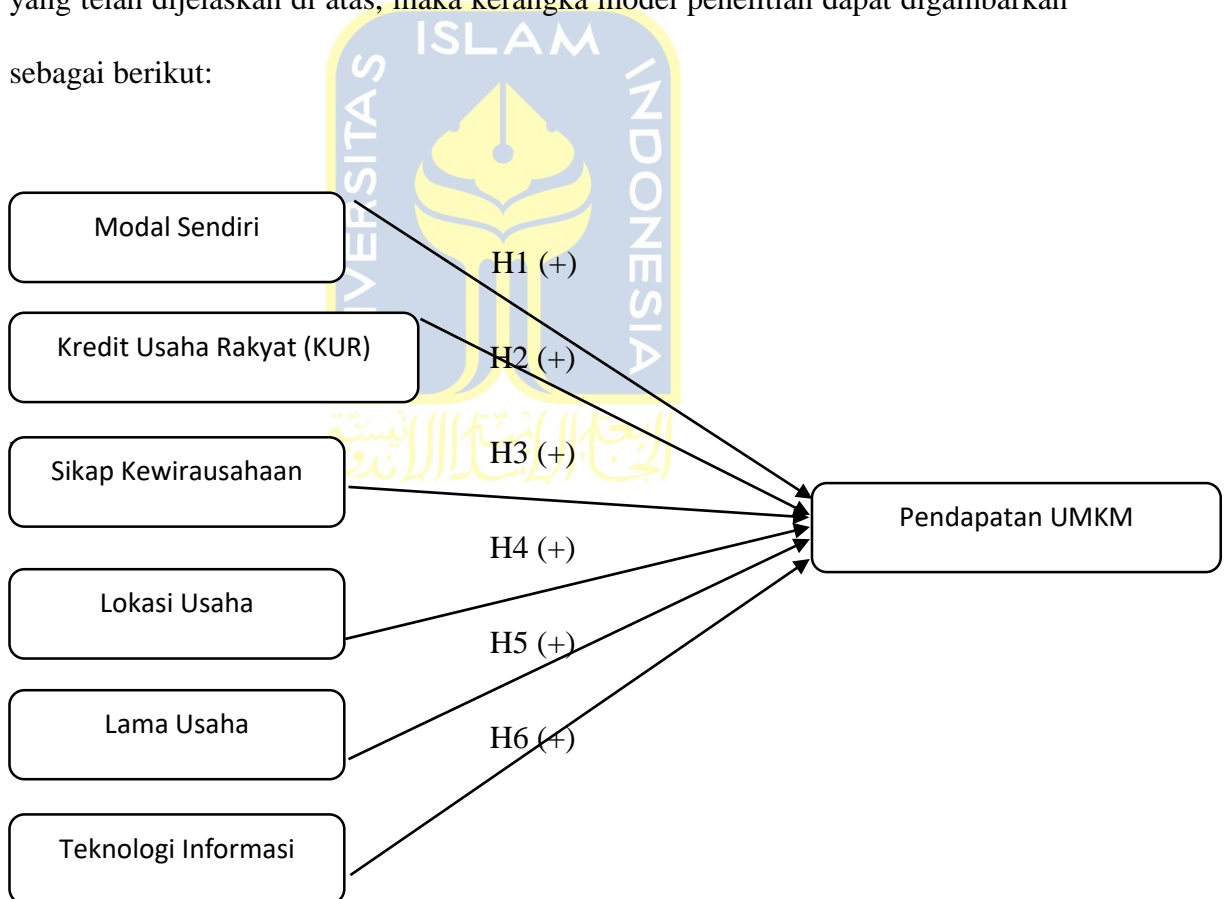 yang telah dijelaskan di atas, maka kerangka model penelitian dapat digambarkan
sebagai berikut:
ISLAM
INDONESIA
Modal Sendiri
H1 (+)
Kredit Usaha Rakyat (KUR)
H2 (+)
Sikap Kewirausahaan
H3 (+)
Pendapatan UMKM
H4 (+)
Lokasi Usaha
H5 (+)
Lama Usaha
H6 (+)
Teknologi Informasi